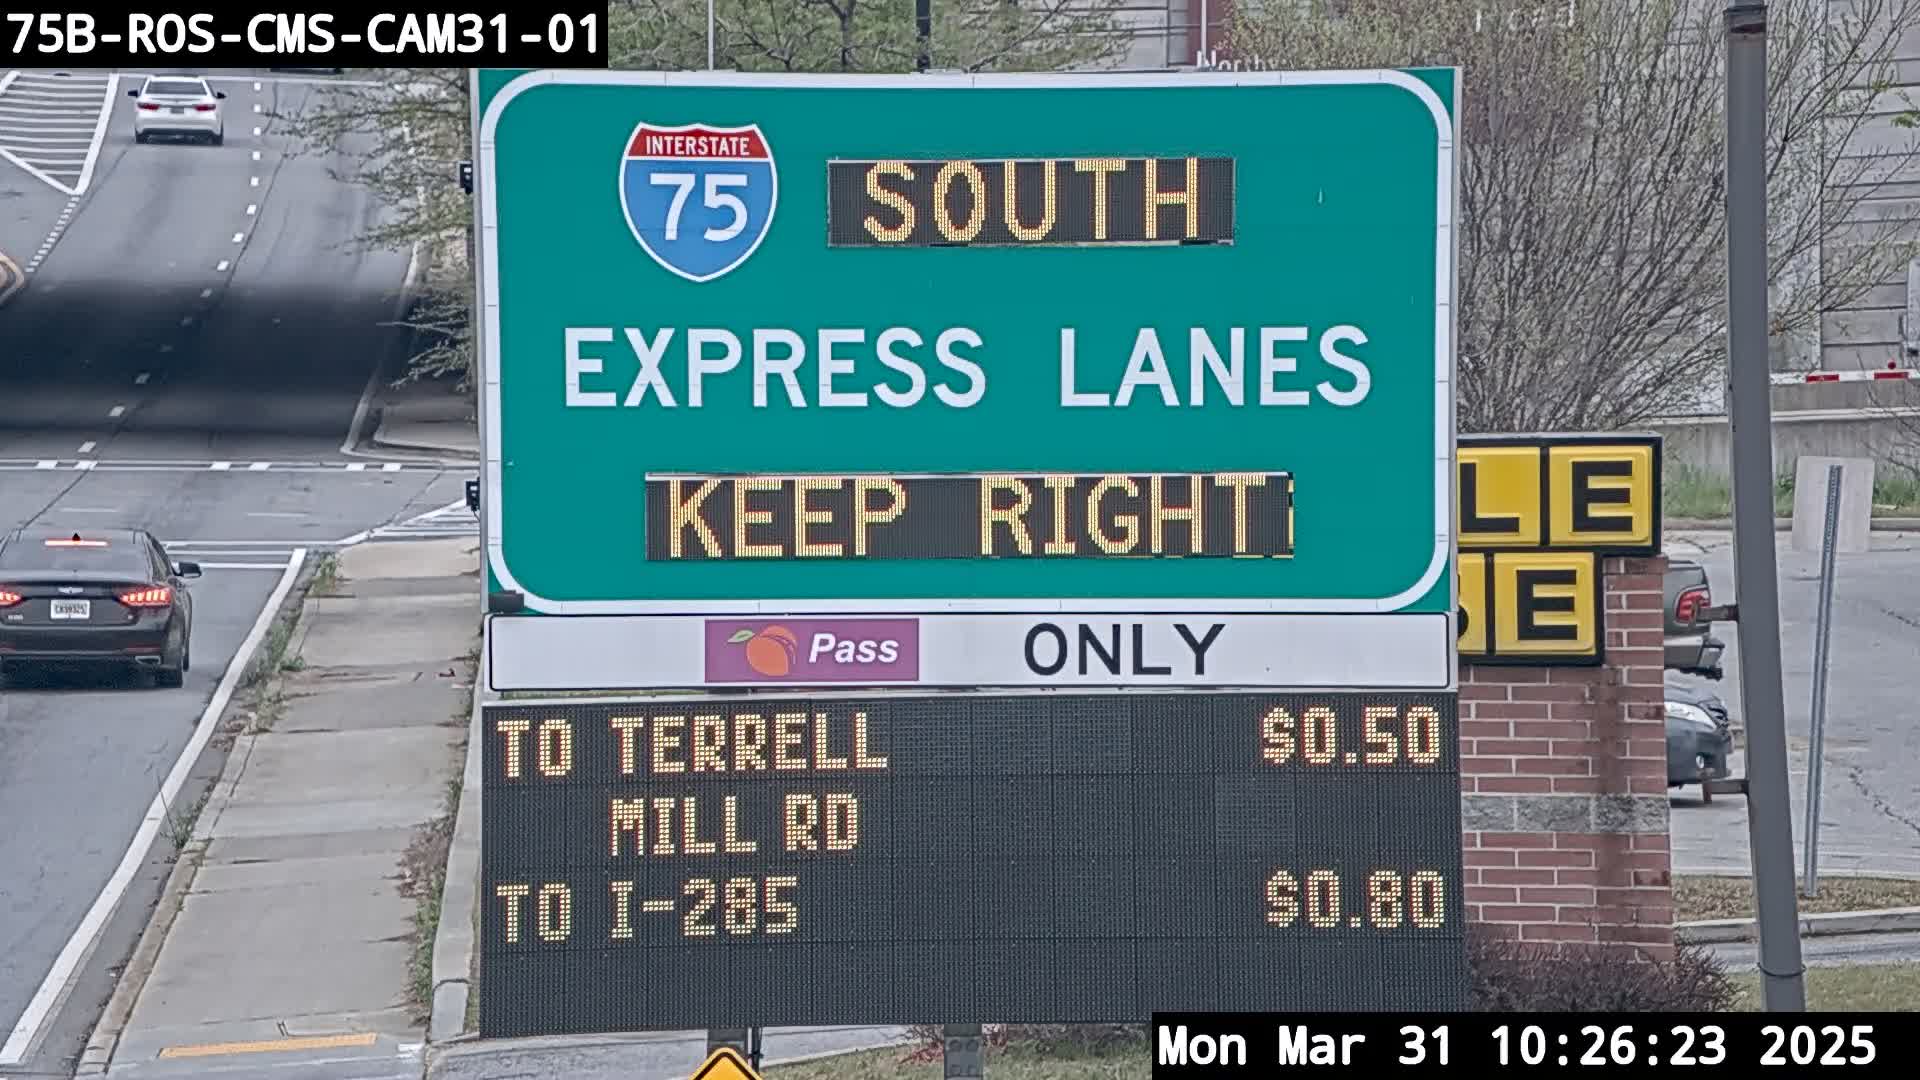 75B-ROS-CMS-CAM31-01
INTERSTATE
75
SOUTH
EXPRESS LANES
KEEP RIGHT
Pass ONLY
TO TERRELL $0.50
MILL RD
TO I-285 $0.80
LE
E
Mon Mar 31 10:26:23 2025